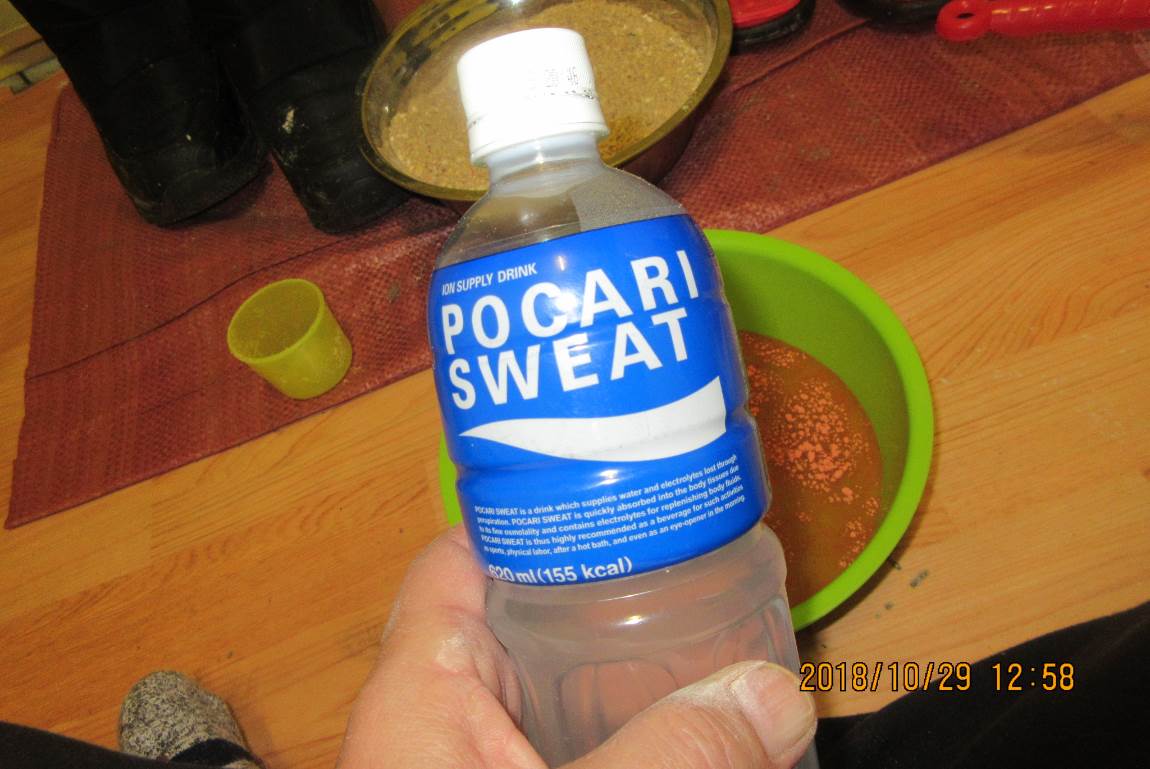 ION SUPPLY DRINK
POCARI
SWEAT
POCARI SWEAT is a drink which supplies water and electrolytes lost through
perspiration. POCARI SWEAT is quickly absorbed into the body tissues due
to its fine osmolality and contains electrolytes for replenishing body fluids.
POCARI SWEAT is thus highly recommended as a beverage for such activities
as sports, physical labor, after a hot bath, and even as an eye-opener in the morning.
620 ml (155 kcal)
2018/10/29 12:58